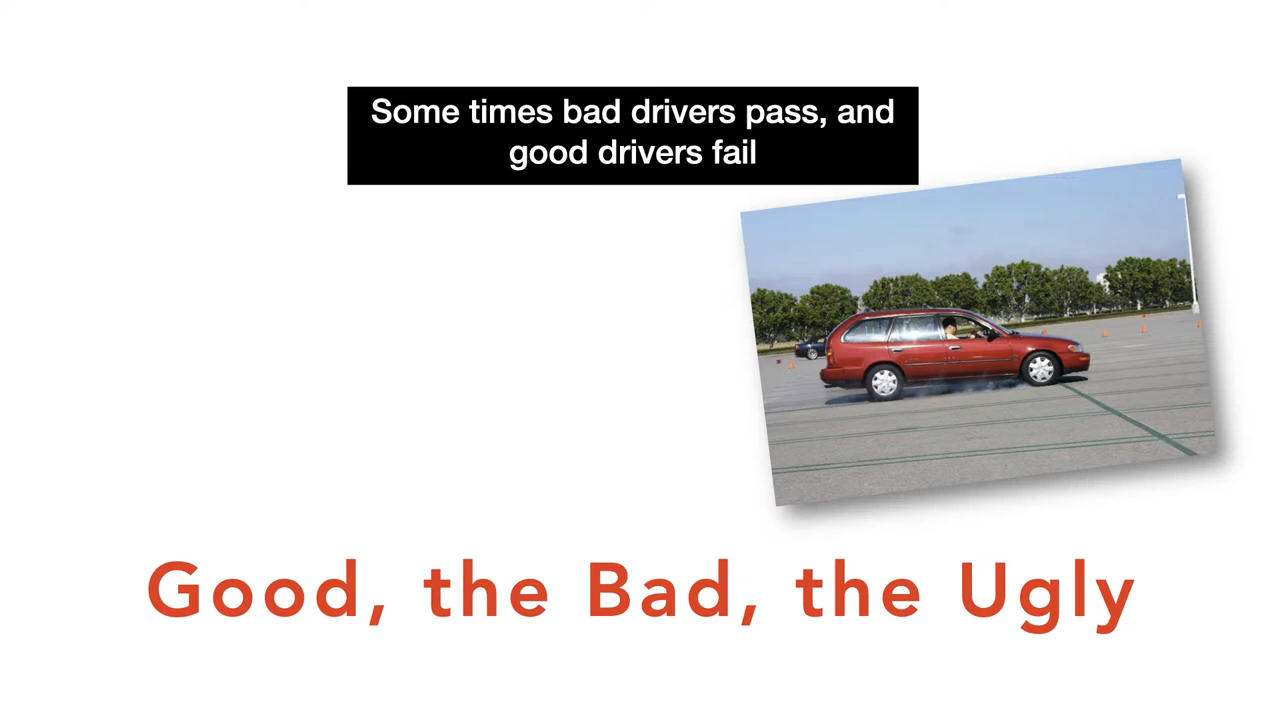 Some times bad drivers pass, and
good drivers fail
Good, the Bad, the Ugly